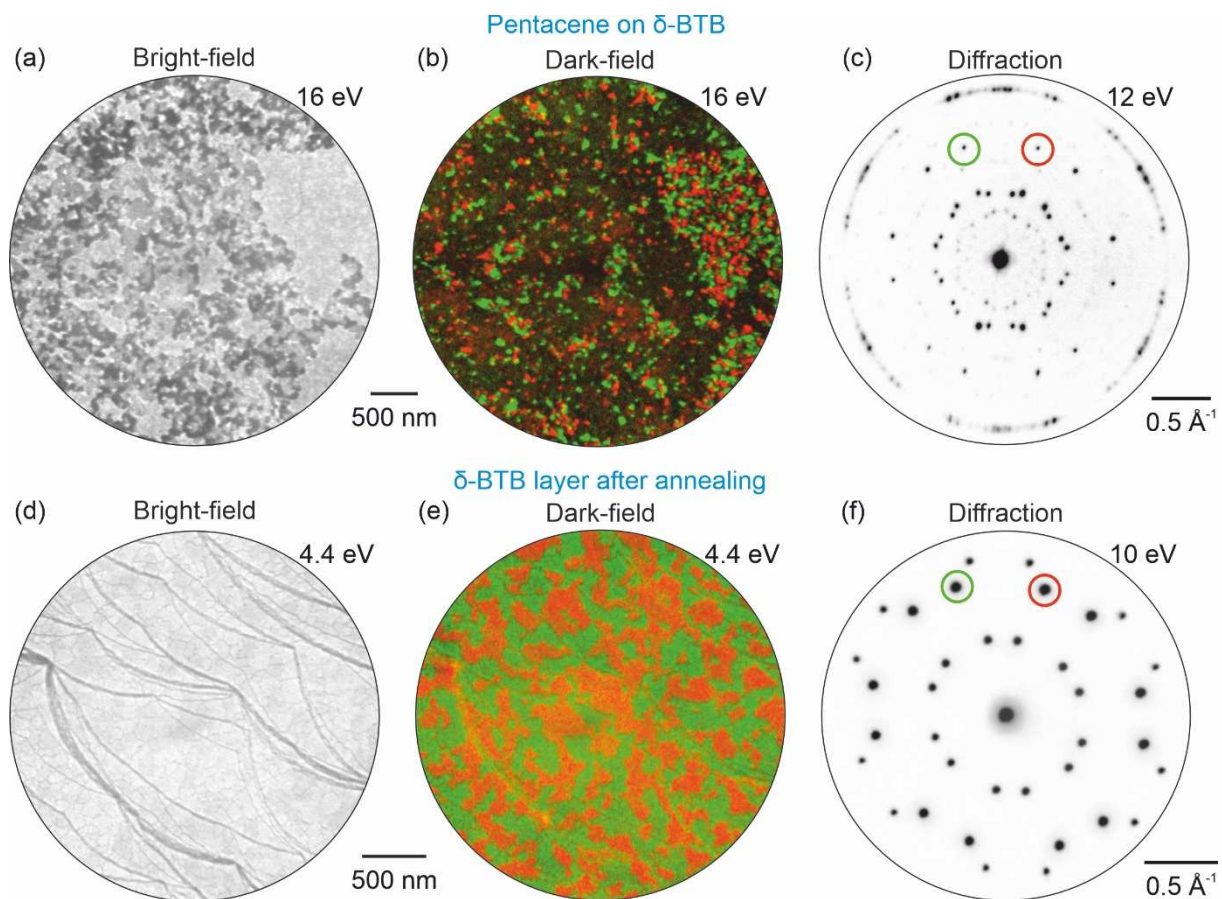 Pentacene on δ-BTB
(a) Bright-field 16 eV
(b) Dark-field 16 eV
(c) Diffraction 12 eV
500 nm
0.5 Å⁻¹
δ-BTB layer after annealing
(d) Bright-field 4.4 eV
(e) Dark-field 4.4 eV
(f) Diffraction 10 eV
500 nm
500 nm
0.5 Å⁻¹